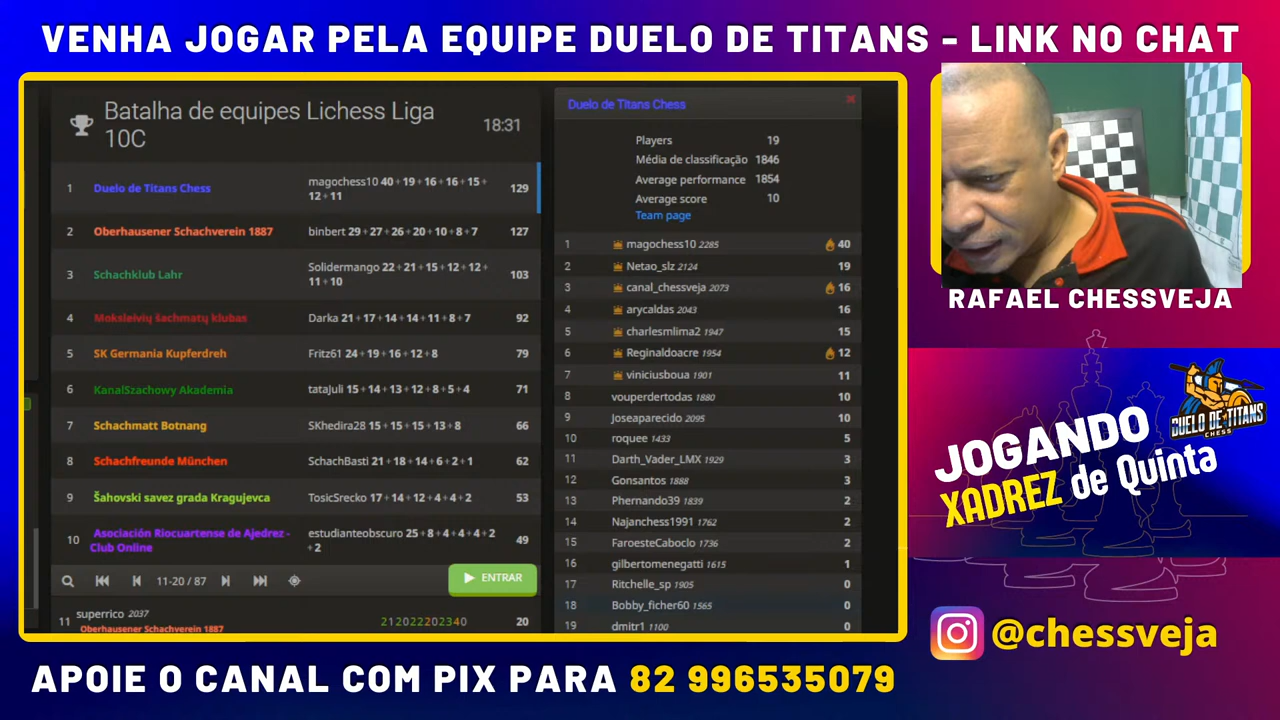 VENHA JOGAR PELA EQUIPE DUELO DE TITANS - LINK NO CHAT
Batalha de equipes Lichess Liga
10C
18:31
1 Duelo de Titans Chess magochess10 40 + 19 + 16 + 16 + 15 +
12 + 11 129
2 Oberhausener Schachverein 1887 binbert 29 + 27 + 26 + 20 + 10 + 8 + 7 127
3 Schachklub Lahr Solidermango 22 + 21 + 15 + 12 + 12 +
11 + 10 103
4 Moksleivių šachmatų klubas Darka 21 + 17 + 14 + 14 + 11 + 8 + 7 92
5 SK Germania Kupferdreh Fritz61 24 + 19 + 16 + 12 + 8 79
6 KanalSzachowy Akademia tataJuli 15 + 14 + 13 + 12 + 8 + 5 + 4 71
7 Schachmatt Botnang SKhedira28 15 + 15 + 15 + 13 + 8 66
8 Schachfreunde München SchachBasti 21 + 18 + 14 + 6 + 2 + 1 62
9 Šahovski savez grada Kragujevca TosicSrecko 17 + 14 + 12 + 4 + 4 + 2 53
10 Asociación Riocuartense de Ajedrez -
Club Online estudianteobscuro 25 + 8 + 4 + 4 + 4 + 2
+ 2 49
11-20 / 87
ENTRAR
11 superrico 2037 212022202340 20
Oberhausener Schachverein 1887
Duelo de Titans Chess
Players 19
Média de classificação 1846
Average performance 1854
Average score 10
Team page
1 magochess10 2285 40
2 Netao_slz 2124 19
3 canal_chessveja 2073 16
4 arycaldas 2043 16
5 charlesmlima2 1947 15
6 Reginaldoacre 1954 12
7 viniciusboua 1901 11
8 vouperdertodas 1880 10
9 Joseaparecido 2095 10
10 roquee 1433 5
11 Darth_Vader_LMX 1929 3
12 Gonsantos 1888 3
13 Phernando39 1839 2
14 Najanchess1991 1762 2
15 FaroesteCaboclo 1736 2
16 gilbertomenegatti 1615 1
17 Ritchelle_sp 1905 0
18 Bobby_ficher60 1565 0
19 dmitr1 1100 0
RAFAEL CHESSVEJA
DUELO DE TITANS
CHESS
JOGANDO
XADREZ de Quinta
@chessveja
APOIE O CANAL COM PIX PARA 82 996535079